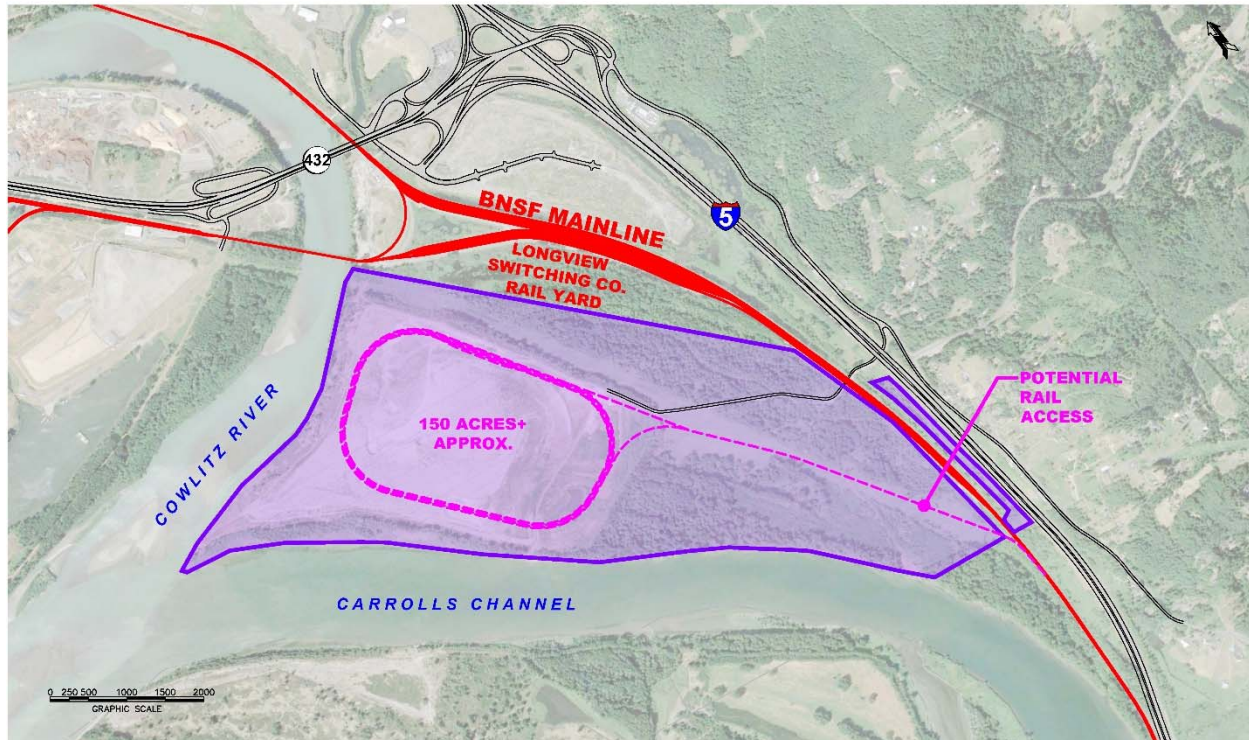 432
5
BNSF MAINLINE
LONGVIEW
SWITCHING CO.
RAIL YARD
POTENTIAL
RAIL
ACCESS
150 ACRES+
APPROX.
COWLITZ RIVER
CARROLLS CHANNEL
0 250 500 1000 1500 2000
GRAPHIC SCALE